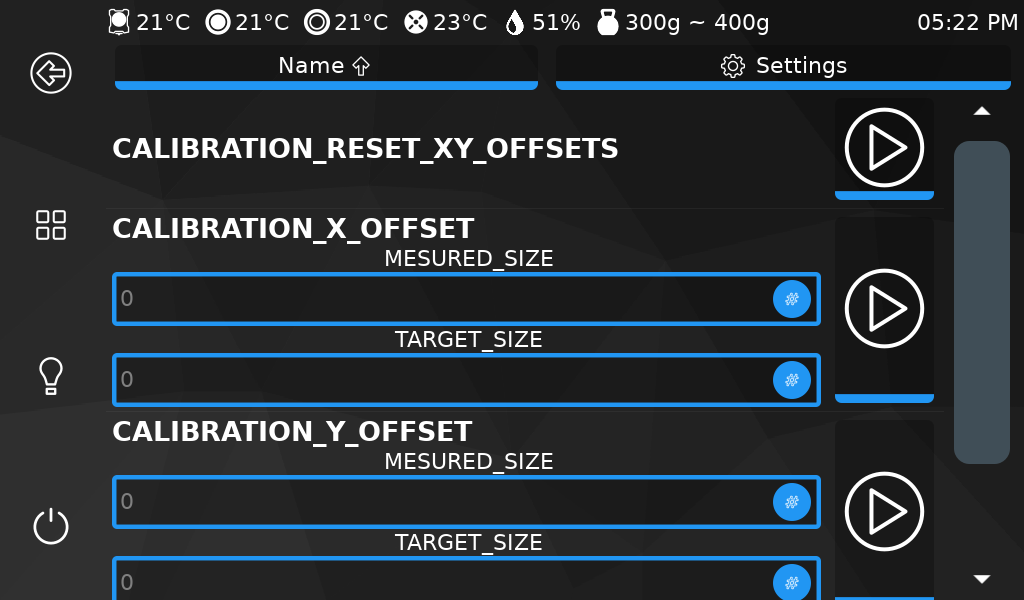 21°C 21°C 21°C 23°C 51% 300g ~ 400g 05:22 PM
Name Settings
CALIBRATION_RESET_XY_OFFSETS
CALIBRATION_X_OFFSET
MESURED_SIZE
0
TARGET_SIZE
0
CALIBRATION_Y_OFFSET
MESURED_SIZE
0
TARGET_SIZE
0